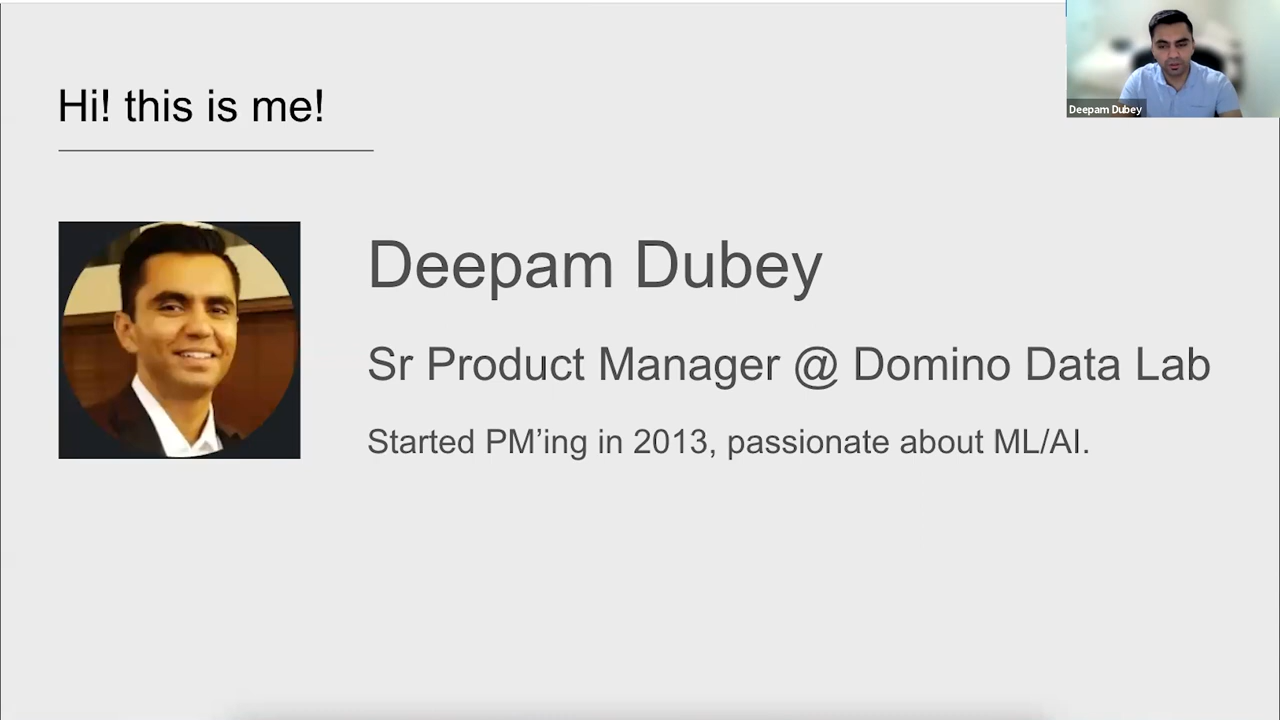 Hi! this is me!
Deepam Dubey
Deepam Dubey
Sr Product Manager @ Domino Data Lab
Started PM’ing in 2013, passionate about ML/AI.